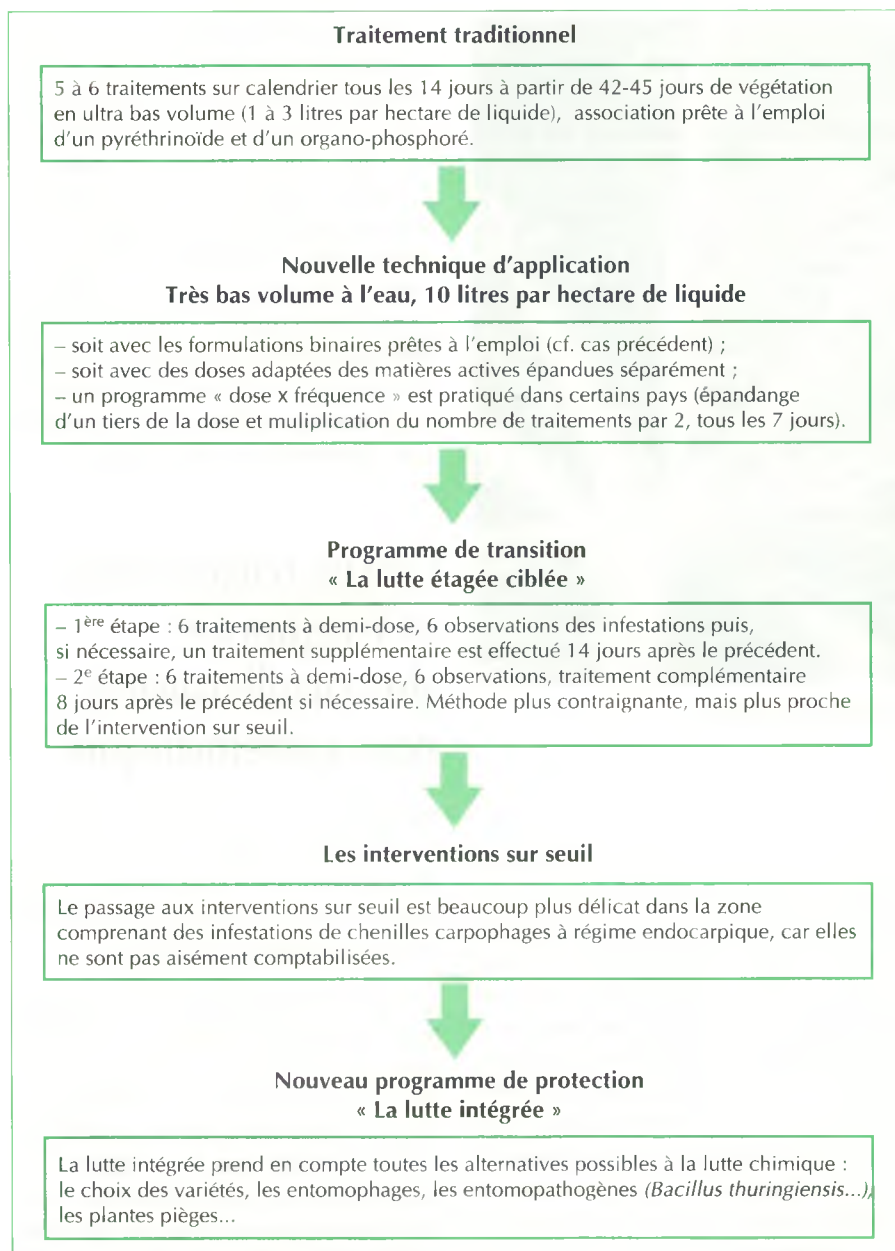 Traitement traditionnel
5 à 6 traitements sur calendrier tous les 14 jours à partir de 42-45 jours de végétation
en ultra bas volume (1 à 3 litres par hectare de liquide), association prête à l'emploi
d'un pyréthrinoïde et d'un organo-phosphoré.
Nouvelle technique d'application
Très bas volume à l'eau, 10 litres par hectare de liquide
– soit avec les formulations binaires prêtes à l'emploi (cf. cas précédent) ;
– soit avec des doses adaptées des matières actives épandues séparément ;
– un programme « dose x fréquence » est pratiqué dans certains pays (épandange
d'un tiers de la dose et muliplication du nombre de traitements par 2, tous les 7 jours).
Programme de transition
« La lutte étagée ciblée »
– 1ère étape : 6 traitements à demi-dose, 6 observations des infestations puis,
si nécessaire, un traitement supplémentaire est effectué 14 jours après le précédent.
– 2e étape : 6 traitements à demi-dose, 6 observations, traitement complémentaire
8 jours après le précédent si nécessaire. Méthode plus contraignante, mais plus proche
de l'intervention sur seuil.
Les interventions sur seuil
Le passage aux interventions sur seuil est beaucoup plus délicat dans la zone
comprenant des infestations de chenilles carpophages à régime endocarpique, car elles
ne sont pas aisément comptabilisées.
Nouveau programme de protection
« La lutte intégrée »
La lutte intégrée prend en compte toutes les alternatives possibles à la lutte chimique :
le choix des variétés, les entomophages, les entomopathogènes (Bacillus thuringiensis...),
les plantes pièges...